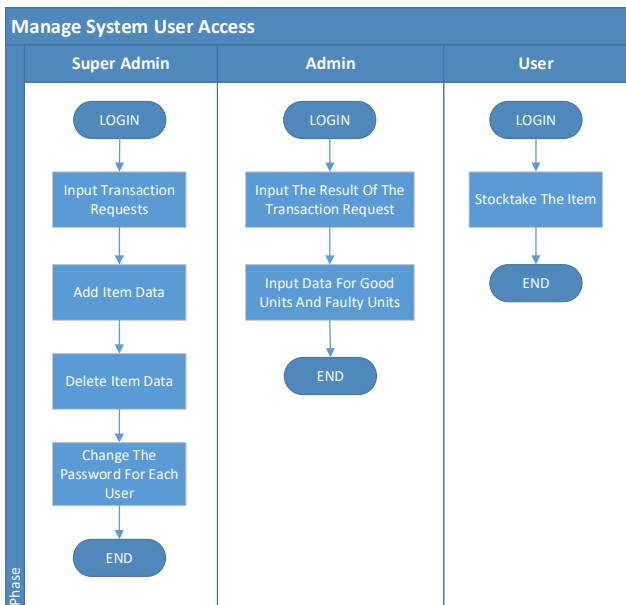 Manage System User Access
Super Admin
Admin
User
LOGIN
Input Transaction
Requests
Add Item Data
Delete Item Data
Change The
Password For Each
User
END
LOGIN
Input The Result Of The
Transaction Request
Input Data For Good
Units And Faulty Units
END
LOGIN
Stocktake The Item
END
Phase